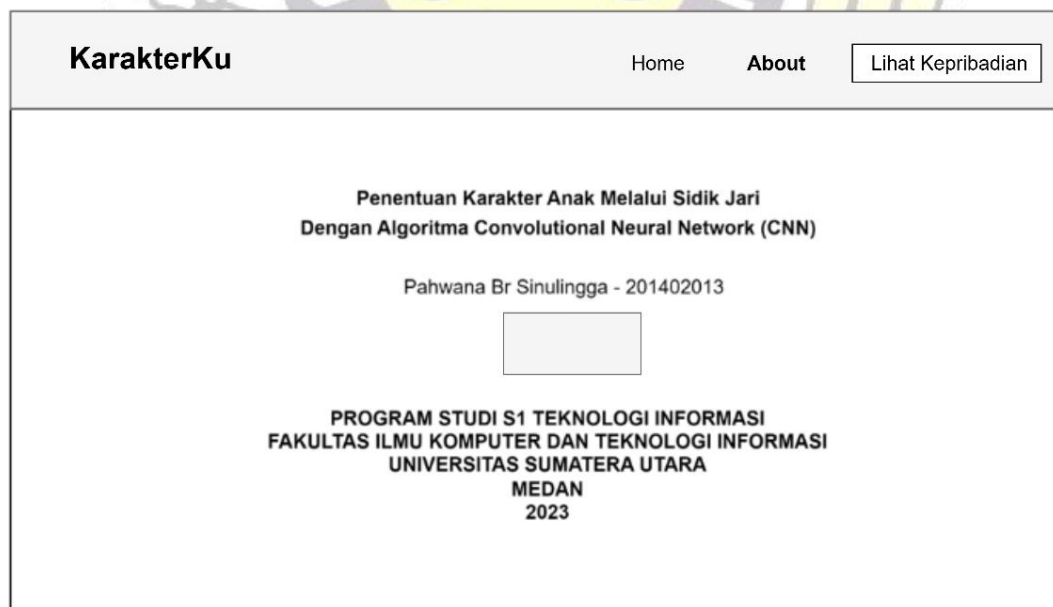 KarakterKu
Home About Lihat Kepribadian
Penentuan Karakter Anak Melalui Sidik Jari
Dengan Algoritma Convolutional Neural Network (CNN)
Pahwana Br Sinulingga - 201402013
PROGRAM STUDI S1 TEKNOLOGI INFORMASI
FAKULTAS ILMU KOMPUTER DAN TEKNOLOGI INFORMASI
UNIVERSITAS SUMATERA UTARA
MEDAN
2023